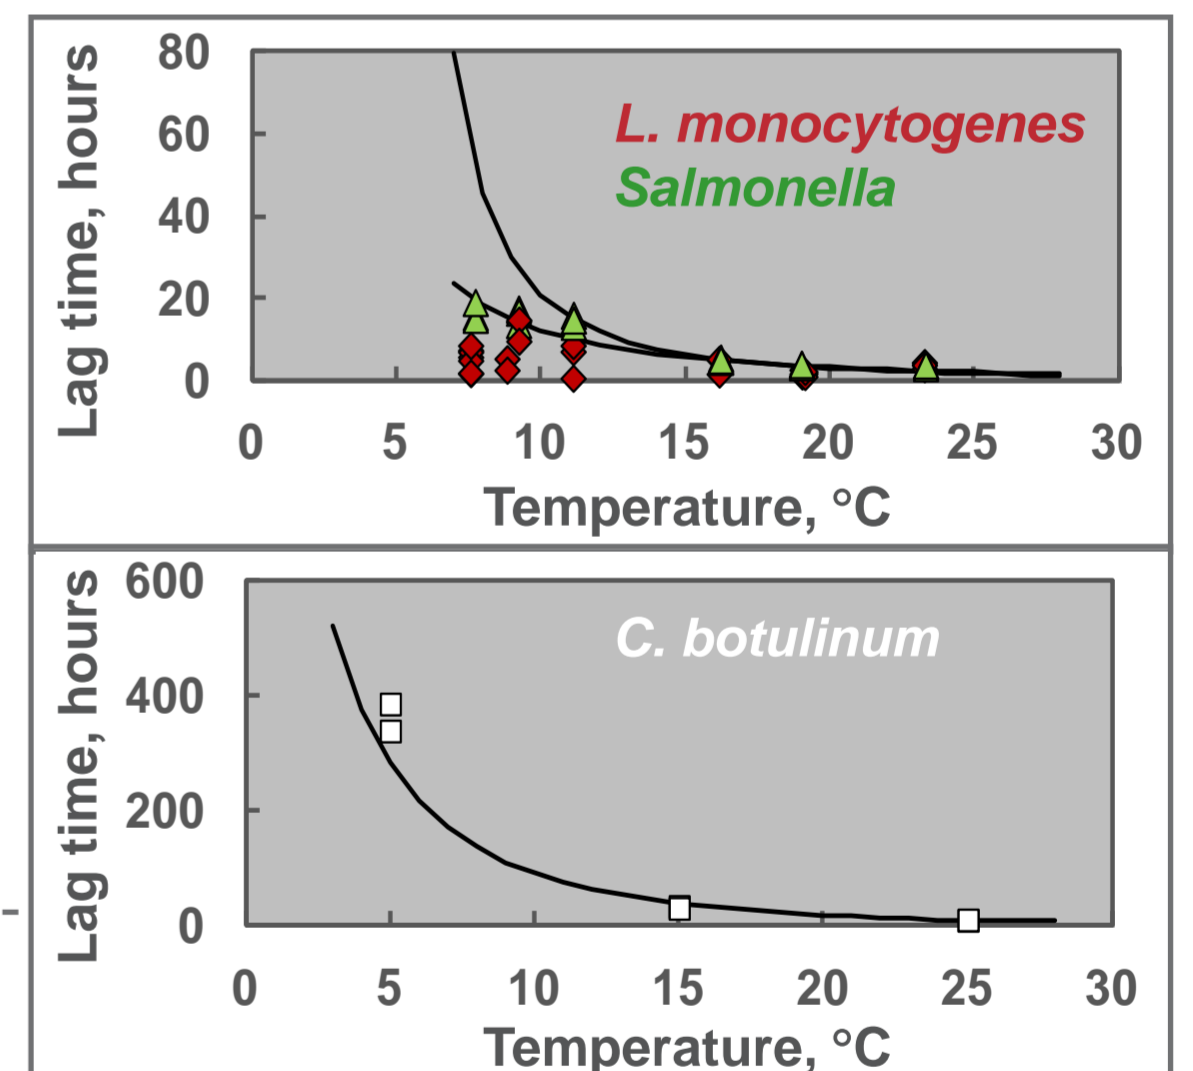 Lag time, hours
80
60
40
20
0
L. monocytogenes
Salmonella
0 5 10 15 20 25 30
Temperature, °C
Lag time, hours
600
400
200
0
C. botulinum
0 5 10 15 20 25 30
Temperature, °C
-